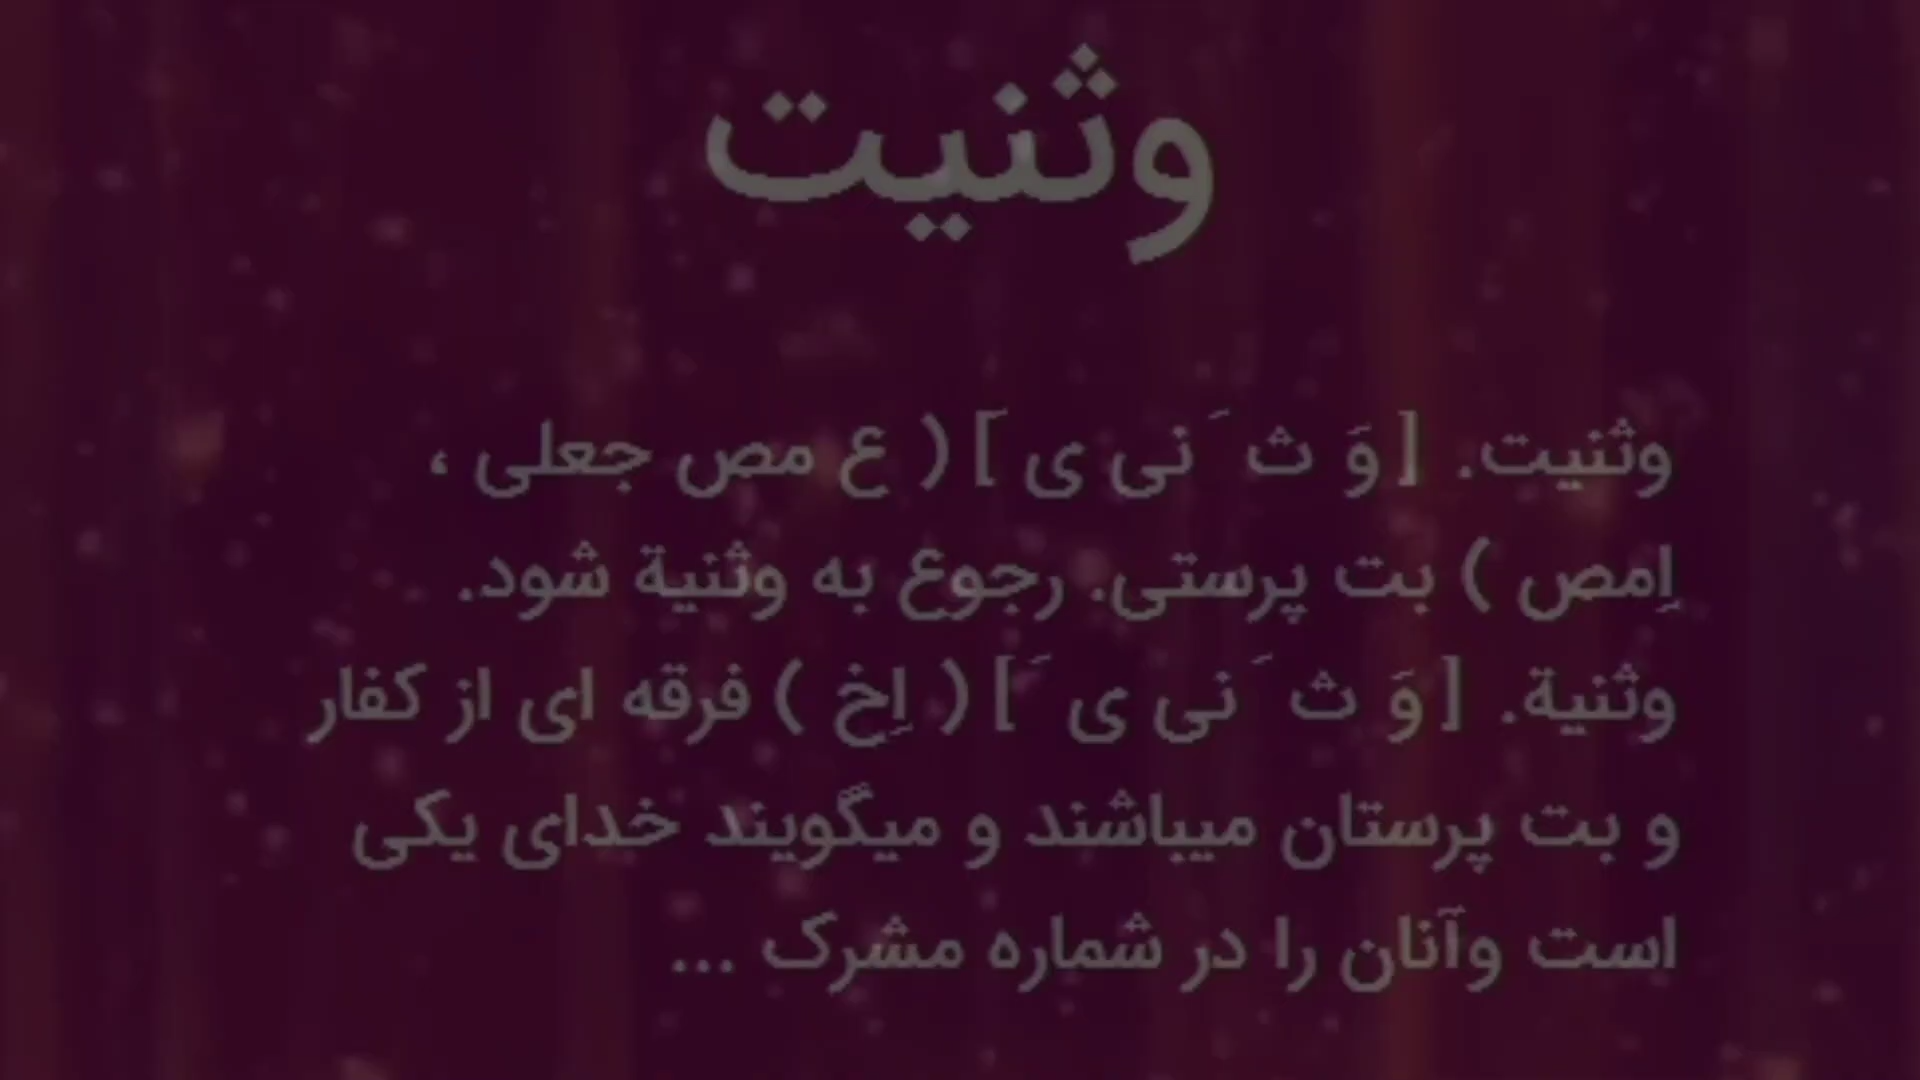 وثنیت
وثنیت. [ وَ ث َ نی ی َ ] ( ع مص جعلی ،
اِمص ) بت پرستی. رجوع به وثنیة شود.
وثنیة. [ وَ ث َ نی ی َ ] ( اِخ ) فرقه ای از کفار
و بت پرستان میباشند و میگویند خدای یکی
است وآنان را در شماره مشرک ...